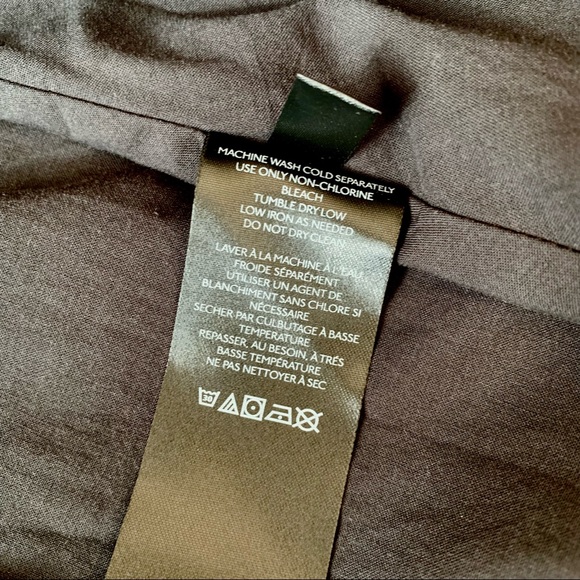 MACHINE WASH COLD SEPARATELY
USE ONLY NON-CHLORINE
BLEACH
TUMBLE DRY LOW
LOW IRON AS NEEDED
DO NOT DRY CLEAN
LAVER À LA MACHINE À L'EAU
FROIDE SÉPARÉMENT
UTILISER UN AGENT DE
BLANCHIMENT SANS CHLORE SI
NÉCESSAIRE
SECHER PAR CULBUTAGE À BASSE
TEMPERATURE
REPASSER, AU BESOIN, À TRÉS
BASSE TEMPÉRATURE
NE PAS NETTOYER À SEC
30